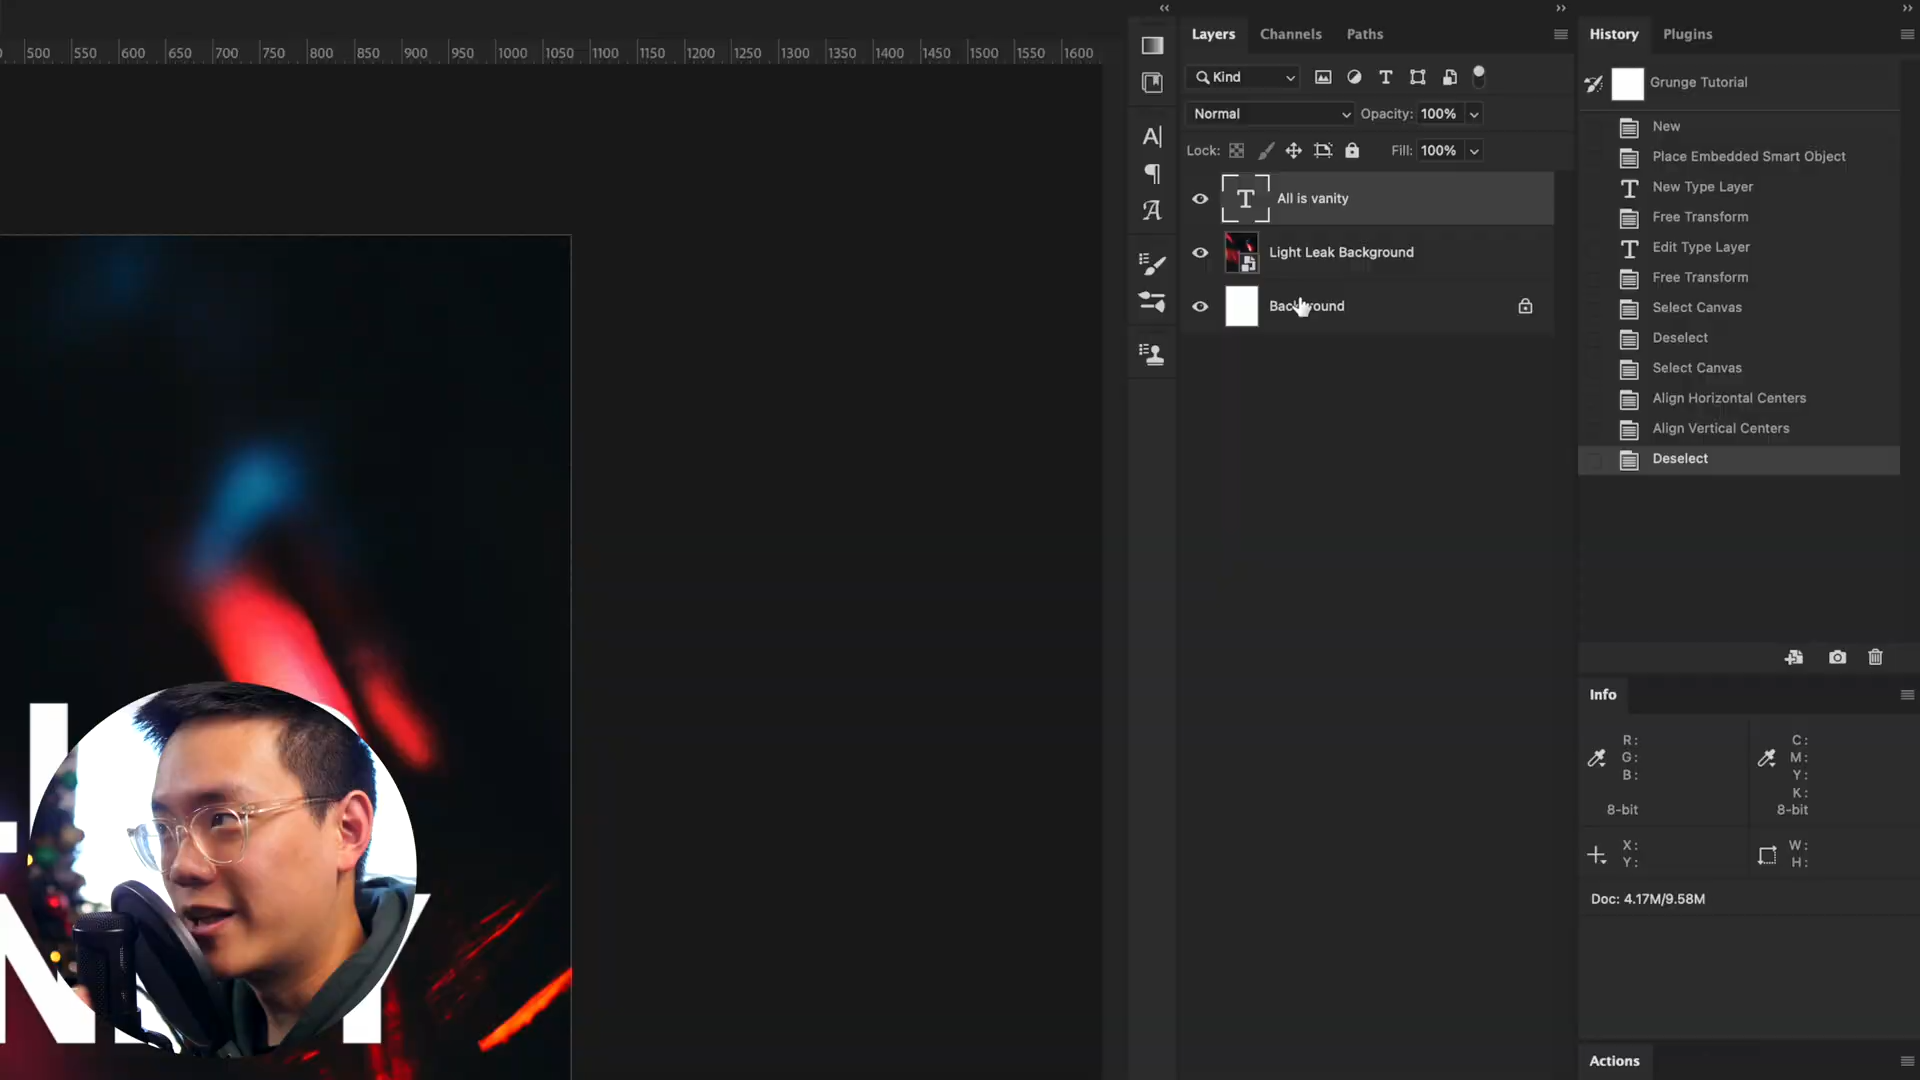 500 550 600 650 700 750 800 850 900 950 1000 1050 1100 1150 1200 1250 1300 1350 1400 1450 1500 1550 1600
Layers Channels Paths
Kind
Normal Opacity: 100%
Lock: Fill: 100%
All is vanity
Light Leak Background
Background
History Plugins
Grunge Tutorial
New
Place Embedded Smart Object
New Type Layer
Free Transform
Edit Type Layer
Free Transform
Select Canvas
Deselect
Select Canvas
Align Horizontal Centers
Align Vertical Centers
Deselect
Info
R: C:
G: M:
B: Y:
K:
8-bit 8-bit
X: W:
Y: H:
Doc: 4.17M/9.58M
Actions